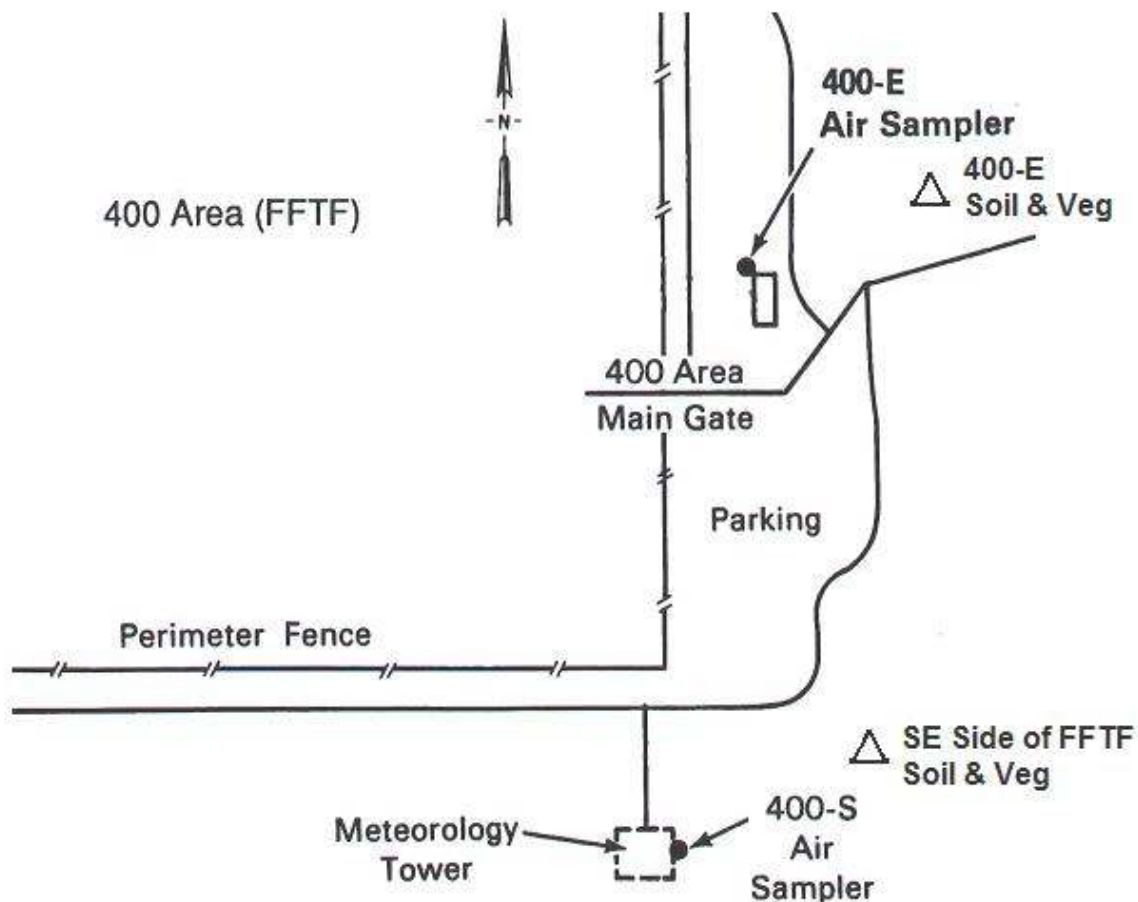 400-E
Air Sampler
-N-
400-E
Soil & Veg
400 Area (FFTF)
400 Area
Main Gate
Parking
Perimeter Fence
SE Side of FFTF
Soil & Veg
400-S
Air
Sampler
Meteorology
Tower